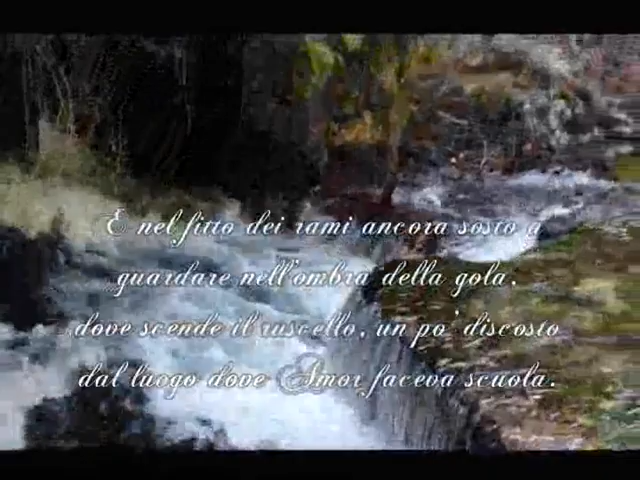 E nel fitto dei rami ancora sosto a
guardare nell'ombra della gola,
dove scende il ruscello, un po' discosto
dal luogo dove Amor faceva scuola.